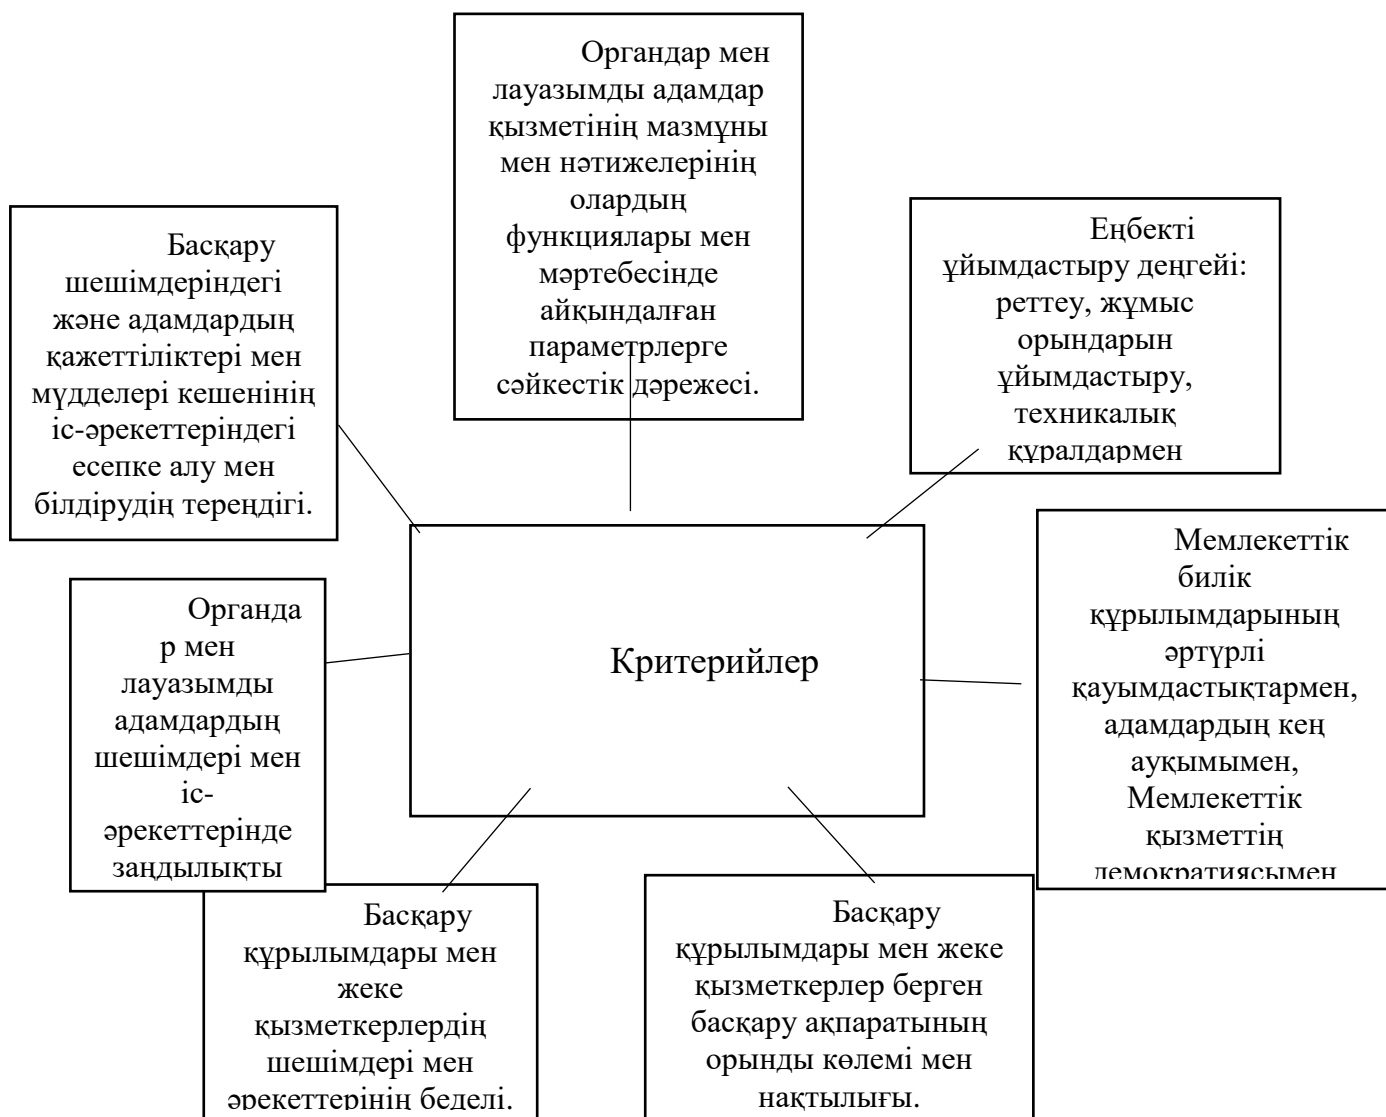 Органдар мен
лауазымды адамдар
қызметінің мазмұны
мен нәтижелерінің
олардың
функциялары мен
мәртебесінде
айқындалған
параметрлерге
сәйкестік дәрежесі.
Басқару
шешімдеріндегі
және адамдардың
қажеттіліктері мен
мүдделері кешенінің
іс-әрекеттеріндегі
есепке алу мен
білдірудің тереңдігі.
Еңбекті
ұйымдастыру деңгейі:
реттеу, жұмыс
орындарын
ұйымдастыру,
техникалық
құралдармен
Критерийлер
Мемлекеттік
билік
құрылымдарының
әртүрлі
қауымдастықтармен,
адамдардың кең
ауқымымен,
Мемлекеттік
қызметтің
демократиясымен
Органда
р мен
лауазымды
адамдардың
шешімдері мен
іс-
әрекеттерінде
заңдылықты
Басқару
құрылымдары мен
жеке
қызметкерлердің
шешімдері мен
әрекеттерінің беделі.
Басқару
құрылымдары мен жеке
қызметкерлер берген
басқару ақпаратының
орынды көлемі мен
нақтылығы.